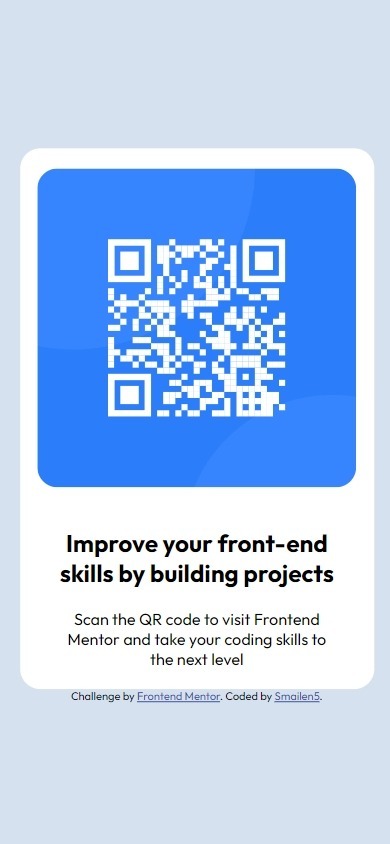 Improve your front-end
skills by building projects
Scan the QR code to visit Frontend
Mentor and take your coding skills to
the next level
Challenge by Frontend Mentor. Coded by Smailen5.